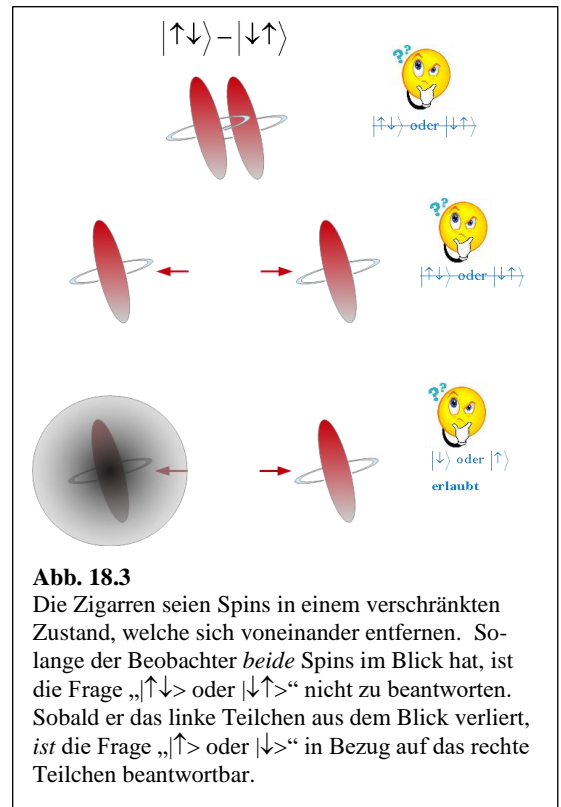 |↑↓⟩–|↓↑⟩
??
|↑↓⟩ oder |↓↑⟩
??
|↑↓⟩ oder |↓↑⟩
??
|↓⟩ oder |↑⟩
erlaubt
Abb. 18.3
Die Zigarren seien Spins in einem verschränkten
Zustand, welche sich voneinander entfernen. So-
lange der Beobachter beide Spins im Blick hat, ist
die Frage „|↑↓> oder |↓↑>“ nicht zu beantworten.
Sobald er das linke Teilchen aus dem Blick verliert,
ist die Frage „|↑> oder |↓>“ in Bezug auf das rechte
Teilchen beantwortbar.